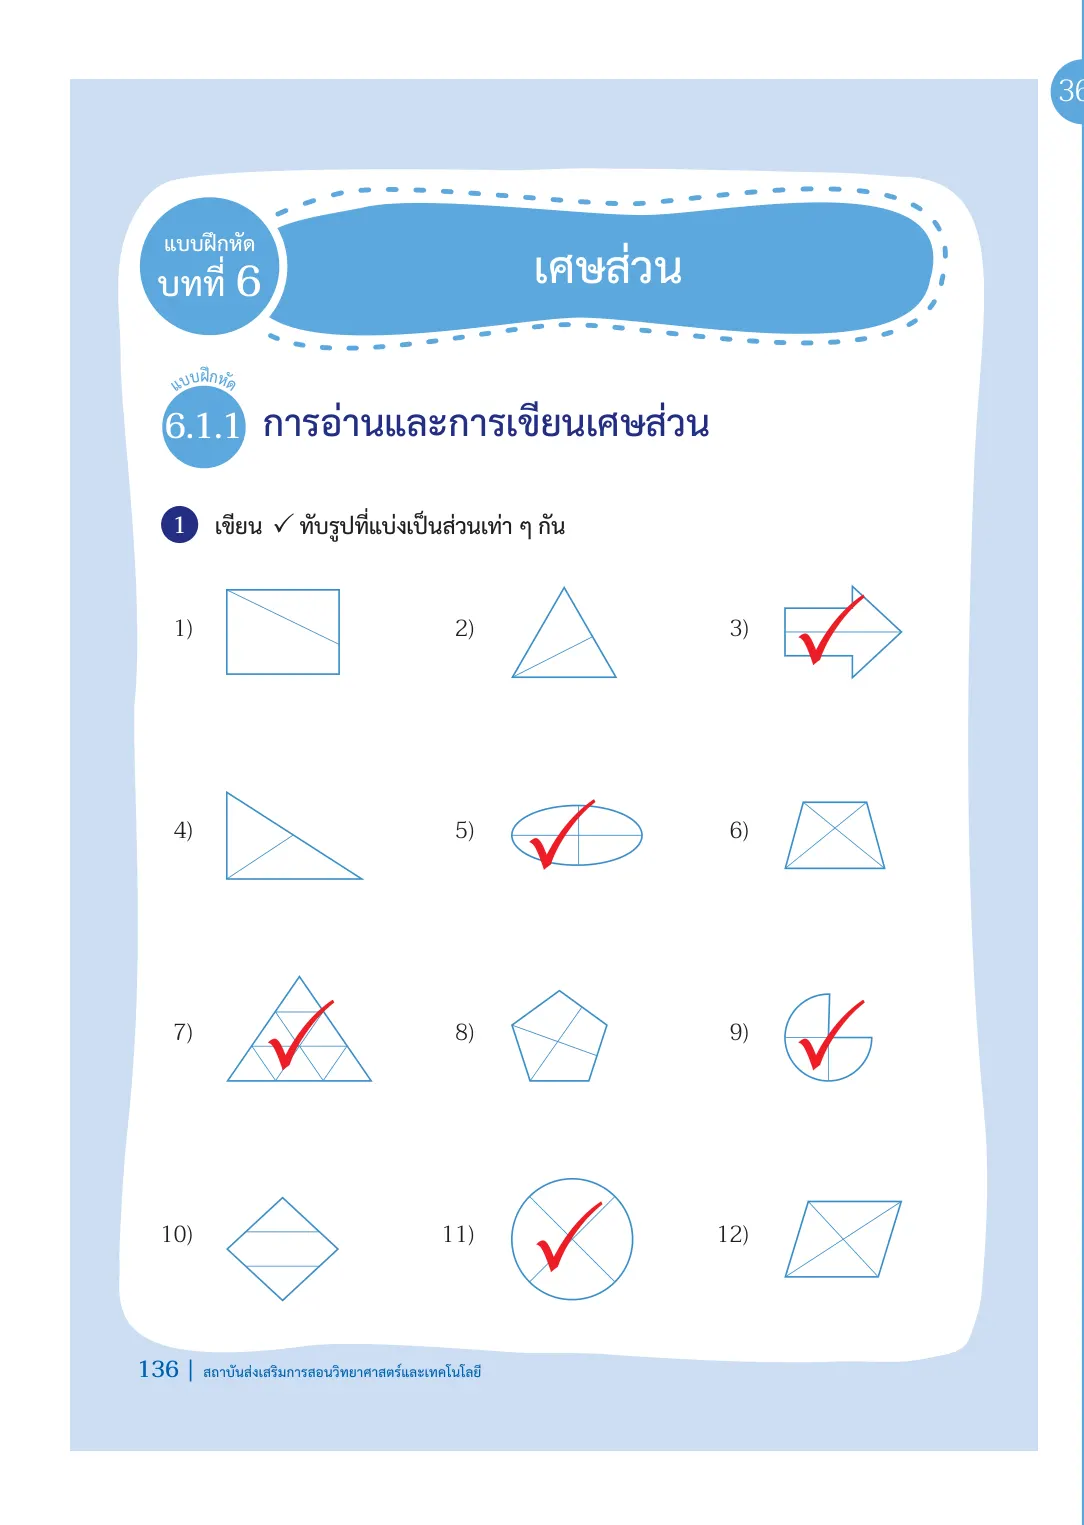 36
แบบฝึกหัด
บทที่ 6
เศษส่วน
แบบฝึกหัด
6.1.1 การอ่านและการเขียนเศษส่วน
1 เขียน ✓ ทับรูปที่แบ่งเป็นส่วนเท่า ๆ กัน
1) 2) 3)
4) 5) 6)
7) 8) 9)
10) 11) 12)
136 | สถาบันส่งเสริมการสอนวิทยาศาสตร์และเทคโนโลยี